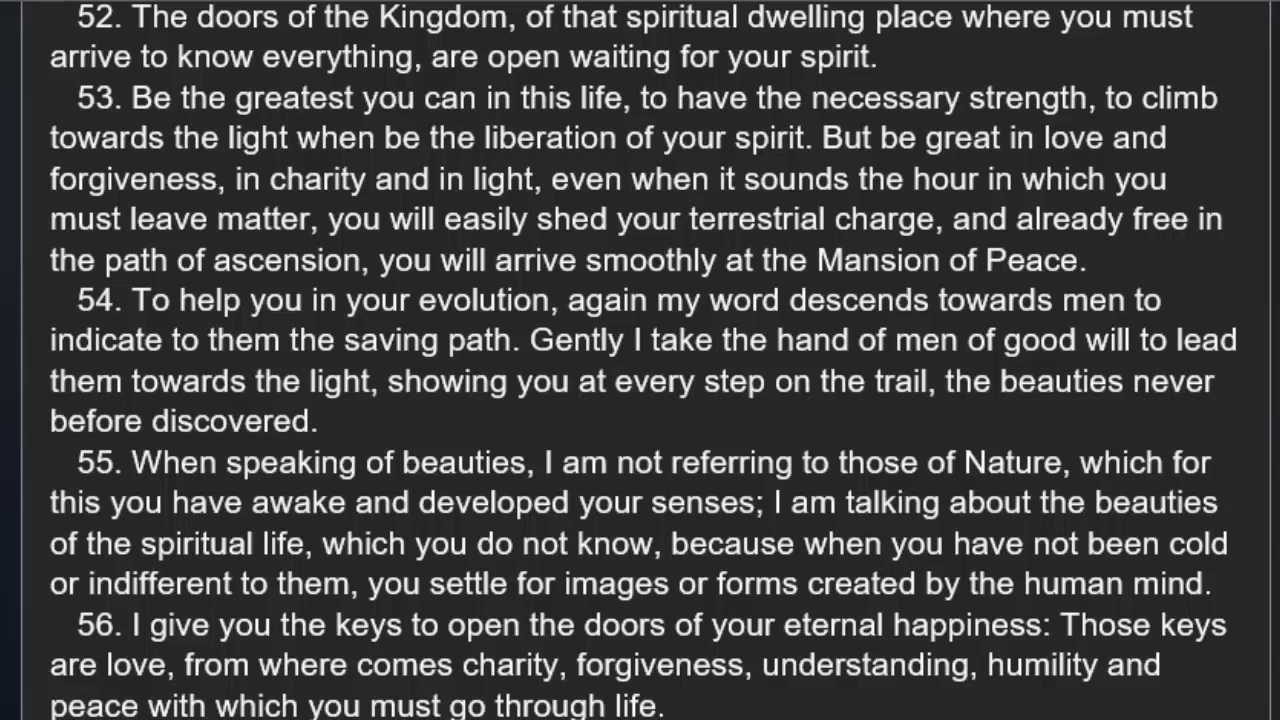 52. The doors of the Kingdom, of that spiritual dwelling place where you must
arrive to know everything, are open waiting for your spirit.
53. Be the greatest you can in this life, to have the necessary strength, to climb
towards the light when be the liberation of your spirit. But be great in love and
forgiveness, in charity and in light, even when it sounds the hour in which you
must leave matter, you will easily shed your terrestrial charge, and already free in
the path of ascension, you will arrive smoothly at the Mansion of Peace.
54. To help you in your evolution, again my word descends towards men to
indicate to them the saving path. Gently I take the hand of men of good will to lead
them towards the light, showing you at every step on the trail, the beauties never
before discovered.
55. When speaking of beauties, I am not referring to those of Nature, which for
this you have awake and developed your senses; I am talking about the beauties
of the spiritual life, which you do not know, because when you have not been cold
or indifferent to them, you settle for images or forms created by the human mind.
56. I give you the keys to open the doors of your eternal happiness: Those keys
are love, from where comes charity, forgiveness, understanding, humility and
peace with which you must go through life.